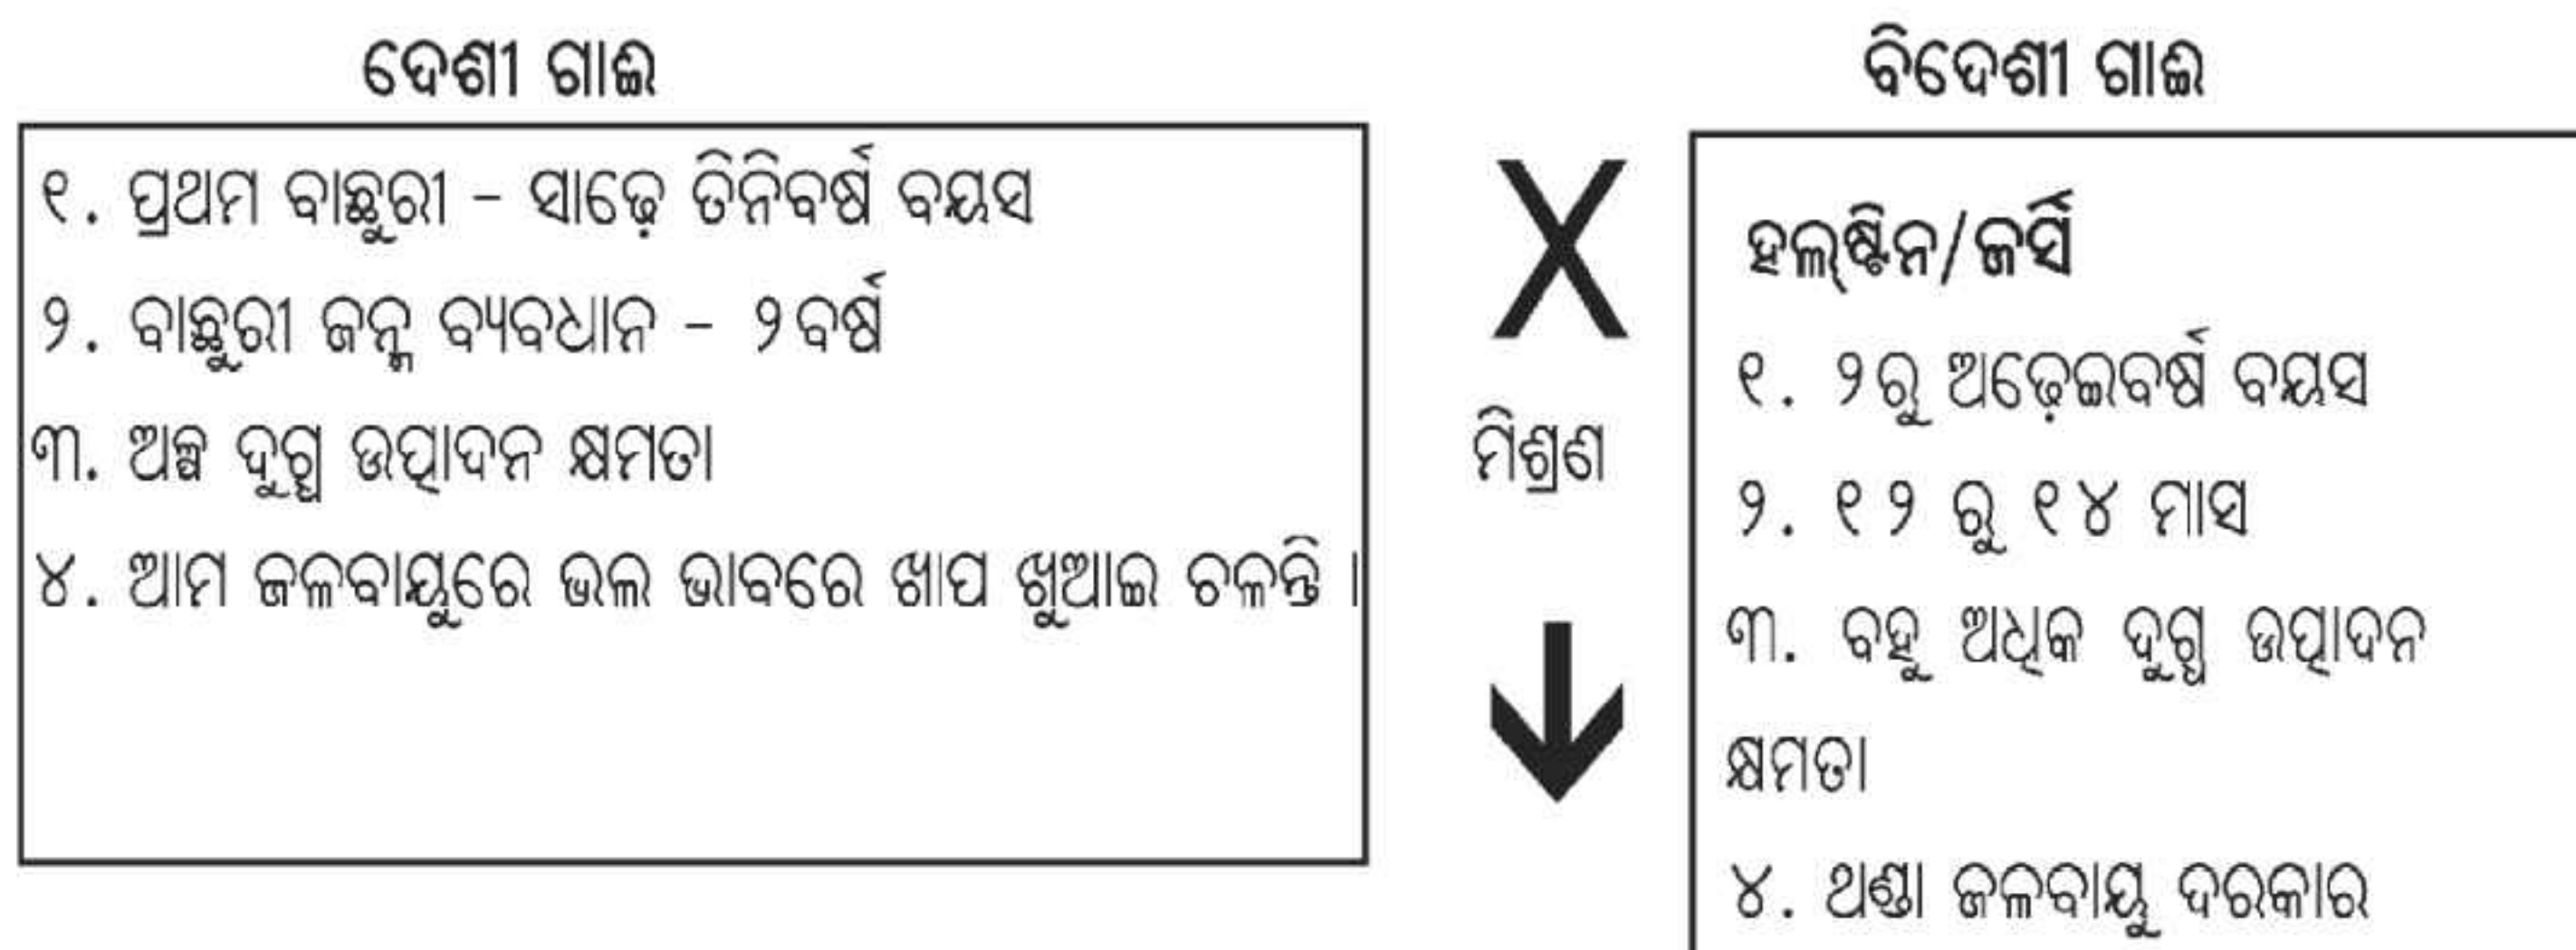 ଦେଶୀ ଗାଈ
୧. ପ୍ରଥମ ବାଛୁରୀ - ସାଢ଼େ ତିନିବର୍ଷ ବୟସ
୨. ବାଛୁରୀ ଜନ୍ମ ବ୍ୟବଧାନ - ୨ବର୍ଷ
୩. ଅଳ୍ପ ଦୁଗ୍ଧ ଉତ୍ପାଦନ କ୍ଷମତା
୪. ଆମ ଜଳବାୟୁରେ ଭଲ ଭାବରେ ଖାପ ଖୁଆଇ ଚଳନ୍ତି ।
X
ମିଶ୍ରଣ
ବିଦେଶୀ ଗାଈ
ହଲ୍‌ଷ୍ଟିନ/ଜର୍ସି
୧. ୨ରୁ ଅଢ଼େଇବର୍ଷ ବୟସ
୨. ୧୨ ରୁ ୧୪ ମାସ
୩. ବହୁ ଅଧିକ ଦୁଗ୍ଧ ଉତ୍ପାଦନ
କ୍ଷମତା
୪. ଥଣ୍ଡା ଜଳବାୟୁ ଦରକାର